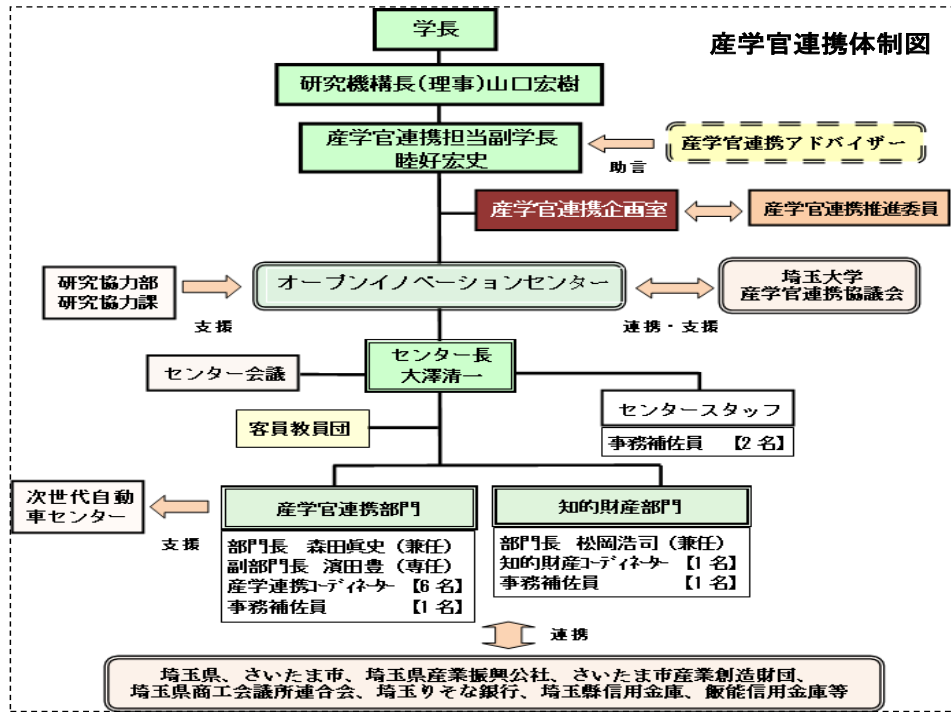 学長
産学官連携体制図
研究機構長(理事)山口宏樹
産学官連携担当副学長
睦好宏史
産学官連携アドバイザー
助言
産学官連携企画室
産学官連携推進委員
研究協力部
研究協力課
支援
オープンイノベーションセンター
連携・支援
埼玉大学
産学官連携協議会
センター長
大澤清一
センター会議
客員教員団
センタースタッフ
事務補佐員 【2名】
次世代自動
車センター
支援
産学官連携部門
部門長 森田眞史(兼任)
副部門長 濱田豊(専任)
産学連携コーディネーター 【6名】
事務補佐員 【1名】
知的財産部門
部門長 松岡浩司(兼任)
知的財産コーディネーター 【1名】
事務補佐員 【1名】
連携
埼玉県、さいたま市、埼玉県産業振興公社、さいたま市産業創造財団、
埼玉県商工会議所連合会、埼玉りそな銀行、埼玉縣信用金庫、飯能信用金庫等